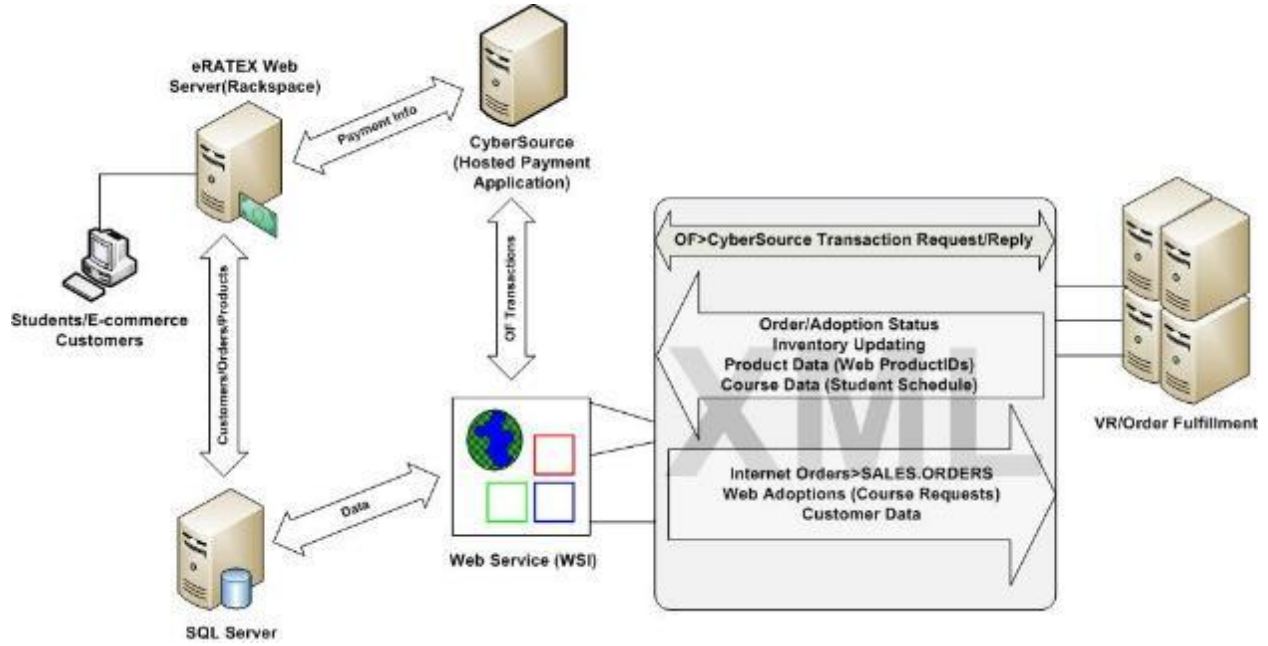 eRATEX Web
Server(Rackspace)
Payment Info
CyberSource
(Hosted Payment
Application)
Students/E-commerce
Customers
Customers/Orders/Products
OF Transactions
OF>CyberSource Transaction Request/Reply
Order/Adoption Status
Inventory Updating
Product Data (Web ProductIDs)
Course Data (Student Schedule)
XML
VR/Order Fulfillment
Internet Orders>SALES.ORDERS
Web Adoptions (Course Requests)
Customer Data
Data
Web Service (WSI)
SQL Server